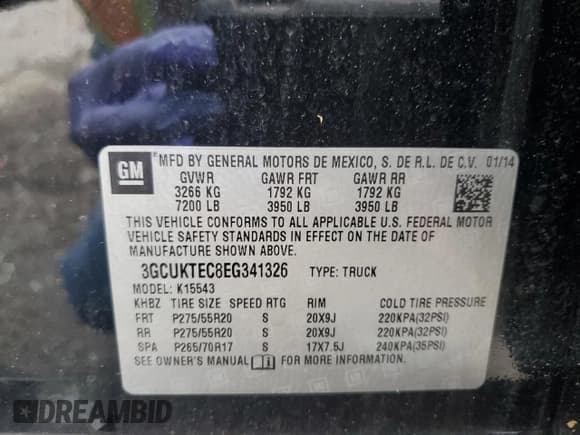 GM
MFD BY GENERAL MOTORS DE MEXICO, S. DE R.L. DE C.V. 01/14
GVWR GAWR FRT GAWR RR
3266 KG 1792 KG 1792 KG
7200 LB 3950 LB 3950 LB
THIS VEHICLE CONFORMS TO ALL APPLICABLE U.S. FEDERAL MOTOR
VEHICLE SAFETY STANDARDS IN EFFECT ON THE DATE OF
MANUFACTURE SHOWN ABOVE.
3GCUKTEC8EG341326 TYPE: TRUCK
MODEL: K15543
KHBZ TIRE SIZE SPEED RTG RIM COLD TIRE PRESSURE
FRT P275/55R20 S 20X9J 220KPA(32PSI)
RR P275/55R20 S 20X9J 220KPA(32PSI)
SPA P265/70R17 S 17X7.5J 240KPA(35PSI)
SEE OWNER'S MANUAL FOR MORE INFORMATION.
DREAMBID